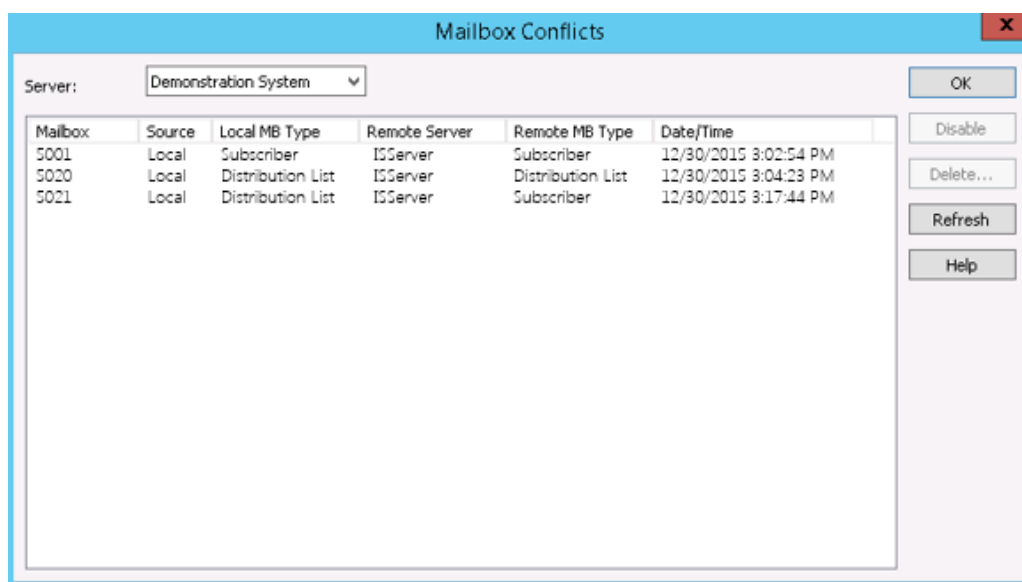 Mailbox Conflicts
x
Server: Demonstration System OK
Mailbox Source Local MB Type Remote Server Remote MB Type Date/Time Disable
5001 Local Subscriber ISServer Subscriber 12/30/2015 3:02:54 PM
5020 Local Distribution List ISServer Distribution List 12/30/2015 3:04:23 PM Delete...
5021 Local Distribution List ISServer Subscriber 12/30/2015 3:17:44 PM
Refresh
Help